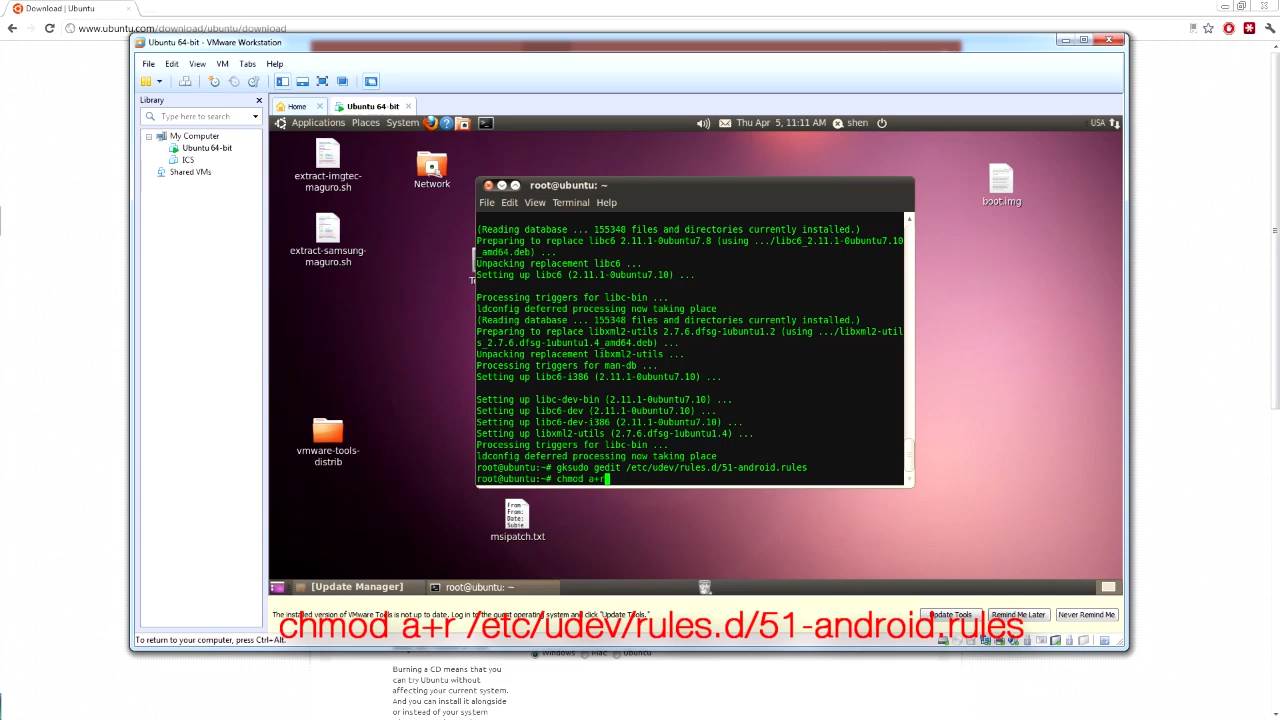 Download | Ubuntu
www.ubuntu.com/download/ubuntu/download
Ubuntu 64-bit - VMware Workstation
File Edit View VM Tabs Help
Library
Type here to search
My Computer
Ubuntu 64-bit
ICS
Shared VMs
Home
Ubuntu 64-bit
Applications Places System
Thu Apr 5, 11:11 AM
shen
USA
extract-imgtec-
maguro.sh
Network
boot.img
extract-samsung-
maguro.sh
vmware-tools-
distrib
From
From:
Date:
Subje
msipatch.txt
root@ubuntu: ~
File Edit View Terminal Help
(Reading database ... 155348 files and directories currently installed.)
Preparing to replace libc6 2.11.1-0ubuntu7.8 (using .../libc6_2.11.1-0ubuntu7.10
_amd64.deb) ...
Unpacking replacement libc6 ...
Setting up libc6 (2.11.1-0ubuntu7.10) ...
Processing triggers for libc-bin ...
ldconfig deferred processing now taking place
(Reading database ... 155348 files and directories currently installed.)
Preparing to replace libxml2-utils 2.7.6.dfsg-1ubuntu1.2 (using .../libxml2-util
s_2.7.6.dfsg-1ubuntu1.4_amd64.deb) ...
Unpacking replacement libxml2-utils ...
Processing triggers for man-db ...
Setting up libc6-i386 (2.11.1-0ubuntu7.10) ...
Setting up libc-dev-bin (2.11.1-0ubuntu7.10) ...
Setting up libc6-dev (2.11.1-0ubuntu7.10) ...
Setting up libc6-dev-i386 (2.11.1-0ubuntu7.10) ...
Setting up libxml2-utils (2.7.6.dfsg-1ubuntu1.4) ...
Processing triggers for libc-bin ...
ldconfig deferred processing now taking place
root@ubuntu:~# gksudo gedit /etc/udev/rules.d/51-android.rules
root@ubuntu:~# chmod a+r
[Update Manager]
root@ubuntu: ~
The installed version of VMware Tools is not up to date. Log in to the guest operating system and click "Update Tools."
Update Tools
Remind Me Later
Never Remind Me
chmod a+r /etc/udev/rules.d/51-android.rules
To return to your computer, press Ctrl+Alt.
Windows Mac Ubuntu
Burning a CD means that you
can try Ubuntu without
affecting your current system.
And you can install it alongside
or instead of your system